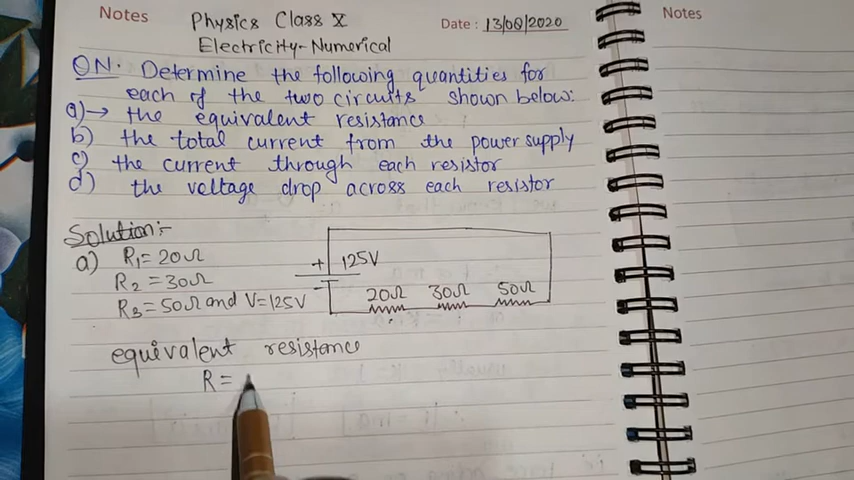 Notes
Physics Class X
Date : 13/08/2020
Notes
Electricity-Numerical
QN. Determine the following quantities for
each of the two circuits shown below:
a)→ the equivalent resistance
b) the total current from the power supply
c) the current through each resistor
d) the voltage drop across each resistor
Solution:-
a) R₁=20Ω
R₂=30Ω
R₃=50Ω and V=125V
+ 125V
-
20Ω 30Ω 50Ω
equivalent resistance
R=